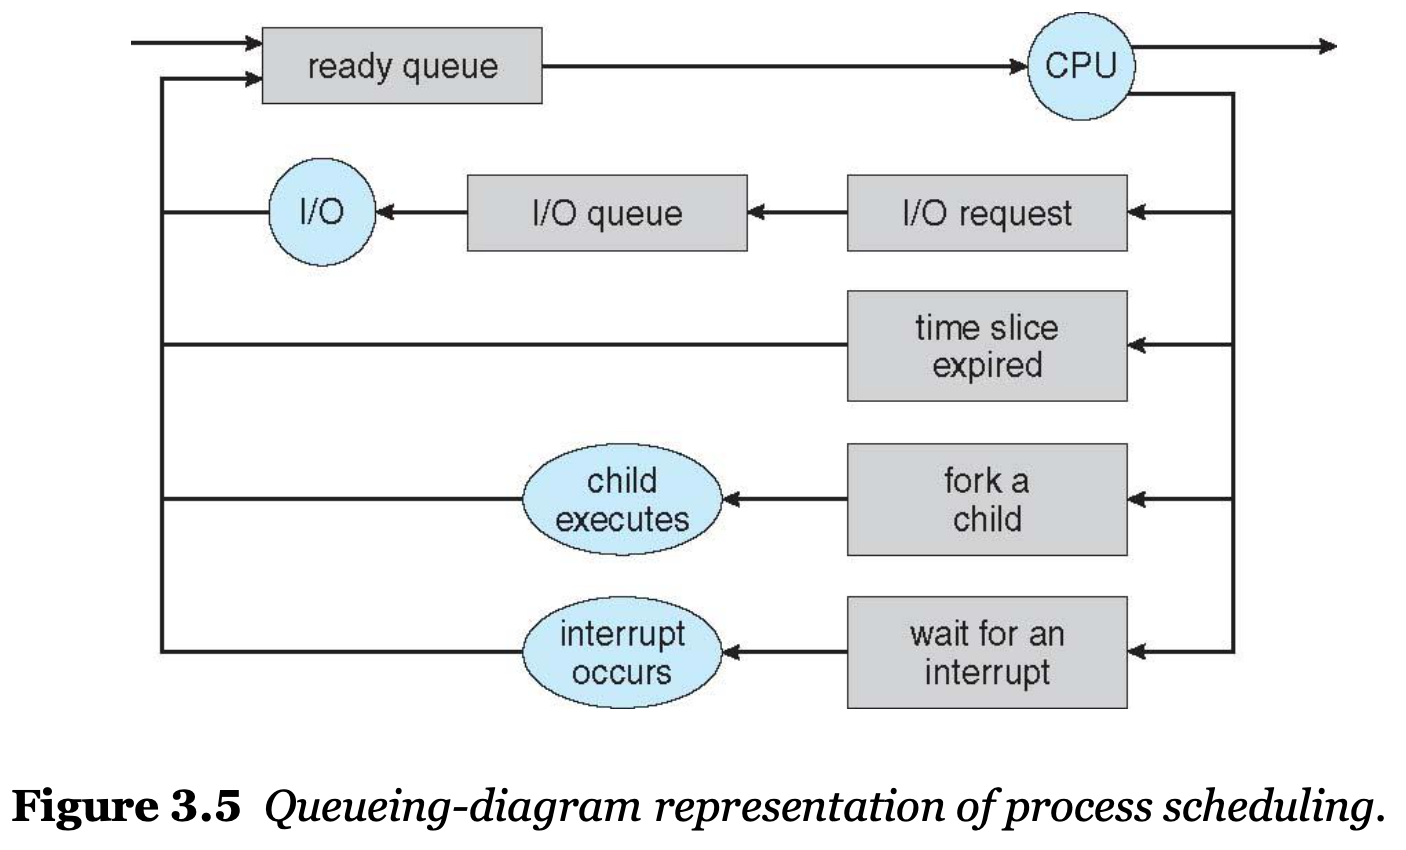 ready queue
CPU
I/O
I/O queue
I/O request
time slice
expired
child
executes
fork a
child
interrupt
occurs
wait for an
interrupt
Figure 3.5 Queueing-diagram representation of process scheduling.